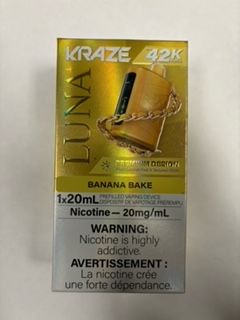 KRAZE 42K
LUNA
PREMIUM DESIGN
BANANA BAKE
1x20mL PREFILLED VAPING DEVICE
DISPOSITIF DE VAPOTAGE PRÉREMPLI
Nicotine — 20mg/mL
WARNING:
Nicotine is highly
addictive.
AVERTISSEMENT :
La nicotine crée
une forte dépendance.